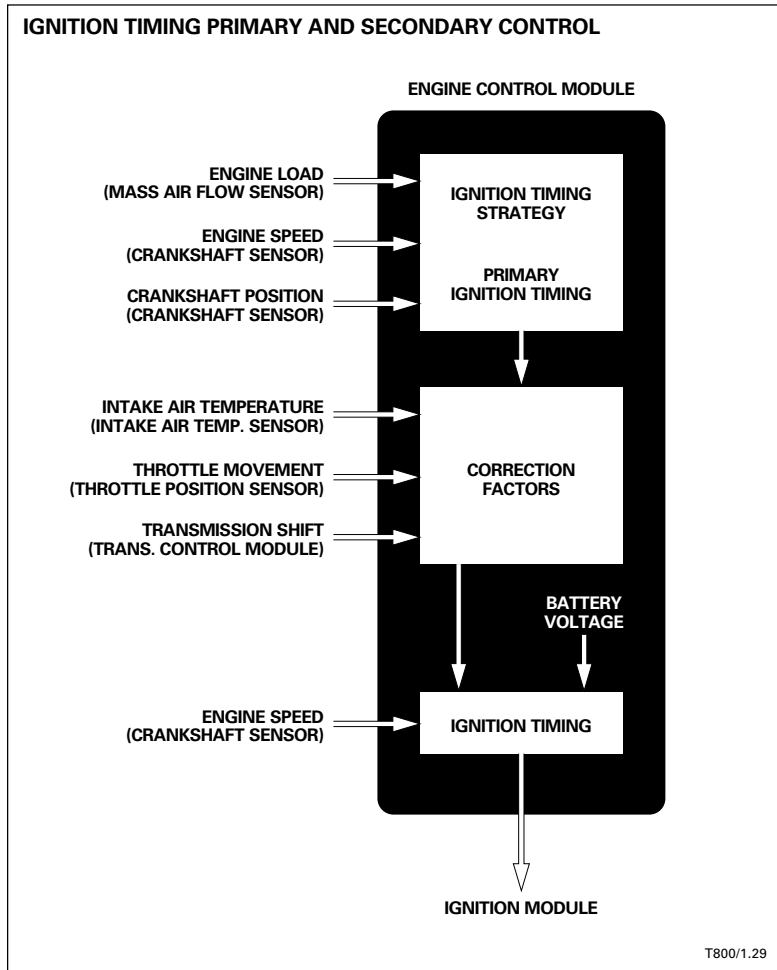 IGNITION TIMING PRIMARY AND SECONDARY CONTROL
ENGINE CONTROL MODULE
ENGINE LOAD
(MASS AIR FLOW SENSOR)
ENGINE SPEED
(CRANKSHAFT SENSOR)
CRANKSHAFT POSITION
(CRANKSHAFT SENSOR)
IGNITION TIMING
STRATEGY
PRIMARY
IGNITION TIMING
INTAKE AIR TEMPERATURE
(INTAKE AIR TEMP. SENSOR)
THROTTLE MOVEMENT
(THROTTLE POSITION SENSOR)
TRANSMISSION SHIFT
(TRANS. CONTROL MODULE)
CORRECTION
FACTORS
BATTERY
VOLTAGE
ENGINE SPEED
(CRANKSHAFT SENSOR)
IGNITION TIMING
IGNITION MODULE
T800/1.29